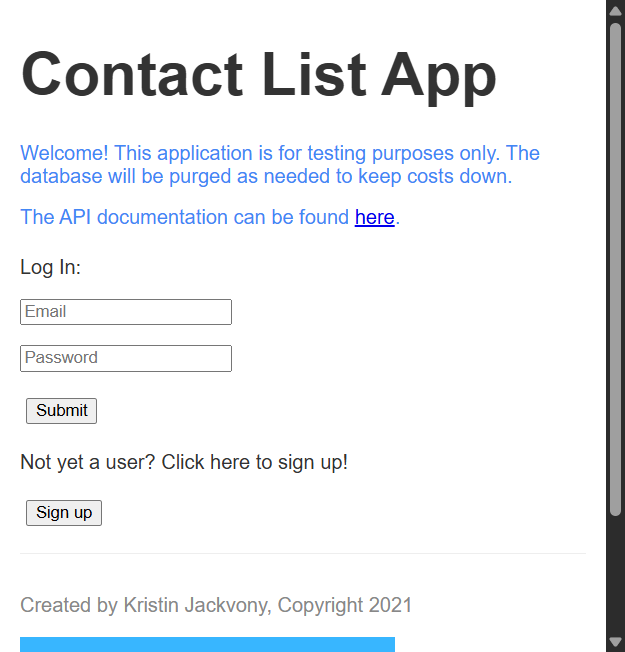 Contact List App
Welcome! This application is for testing purposes only. The
database will be purged as needed to keep costs down.
The API documentation can be found here.
Log In:
Email
Password
Submit
Not yet a user? Click here to sign up!
Sign up
Created by Kristin Jackvony, Copyright 2021